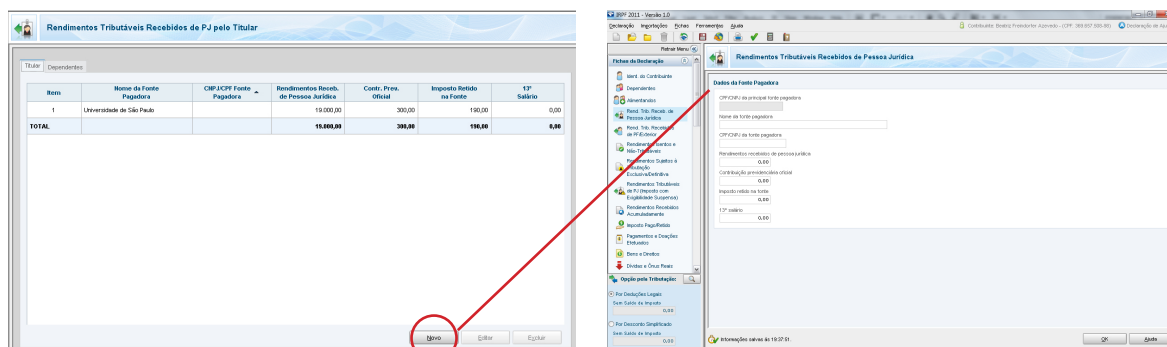 Rendimentos Tributáveis Recebidos de PJ pelo Titular
Titular Dependentes
Item Nome da Fonte Pagadora CNPJ/CPF Fonte Pagadora Rendimentos Receb. de Pessoa Jurídica Contr. Prev. Oficial Imposto Retido na Fonte 13º Salário
1 Universidade de São Paulo 19.000,00 300,00 190,00 0,00
TOTAL 19.000,00 300,00 190,00 0,00
Novo Editar Excluir
IRPF 2011 - Versão 1.0
Declaração Importações Fichas Ferramentas Ajuda
Retrair Menu
Fichas da Declaração
Ident. do Contribuinte
Dependentes
Alimentandos
Rend. Trib. Receb. de
Pessoa Jurídica
Rend. Trib. Recebidos
de PF/Exterior
Rendimentos Isentos e
Não-Tributáveis
Rendimentos Sujeitos à
Tributação
Exclusiva/Definitiva
Rendimentos Tributáveis
de PJ (Imposto com
Exigibilidade Suspensa)
Rendimentos Recebidos
Acumuladamente
Imposto Pago/Retido
Pagamentos e Doações
Efetuados
Bens e Direitos
Dívidas e Ônus Reais
Opção pela Tributação:
Por Deduções Legais
Sem Saldo de Imposto
0,00
Por Desconto Simplificado
Sem Saldo de Imposto
0,00
Rendimentos Tributáveis Recebidos de Pessoa Jurídica
Dados da Fonte Pagadora
CPF/CNPJ da principal fonte pagadora
Nome da fonte pagadora
CPF/CNPJ da fonte pagadora
Rendimentos recebidos de pessoa jurídica
0,00
Contribuição previdenciária oficial
0,00
Imposto retido na fonte
0,00
13º salário
0,00
Informações salvas às 19:37:51.
OK Ajuda